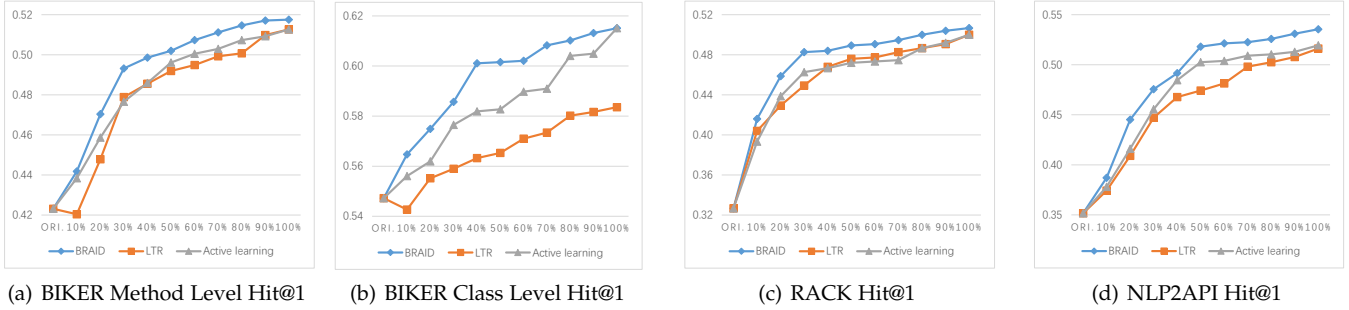 0.52
0.50
0.48
0.46
0.44
0.42
ORI. 10% 20% 30% 40% 50% 60% 70% 80% 90% 100%
BRAID LTR Active learning
(a) BIKER Method Level Hit@1
0.62
0.60
0.58
0.56
0.54
ORI. 10% 20% 30% 40% 50% 60% 70% 80% 90% 100%
BRAID LTR Active learning
(b) BIKER Class Level Hit@1
0.52
0.48
0.44
0.40
0.36
0.32
ORI. 10% 20% 30% 40% 50% 60% 70% 80% 90% 100%
BRAID LTR Active learning
(c) RACK Hit@1
0.55
0.50
0.45
0.40
0.35
ORI. 10% 20% 30% 40% 50% 60% 70% 80% 90% 100%
BRAID LTR Active learing
(d) NLP2API Hit@1